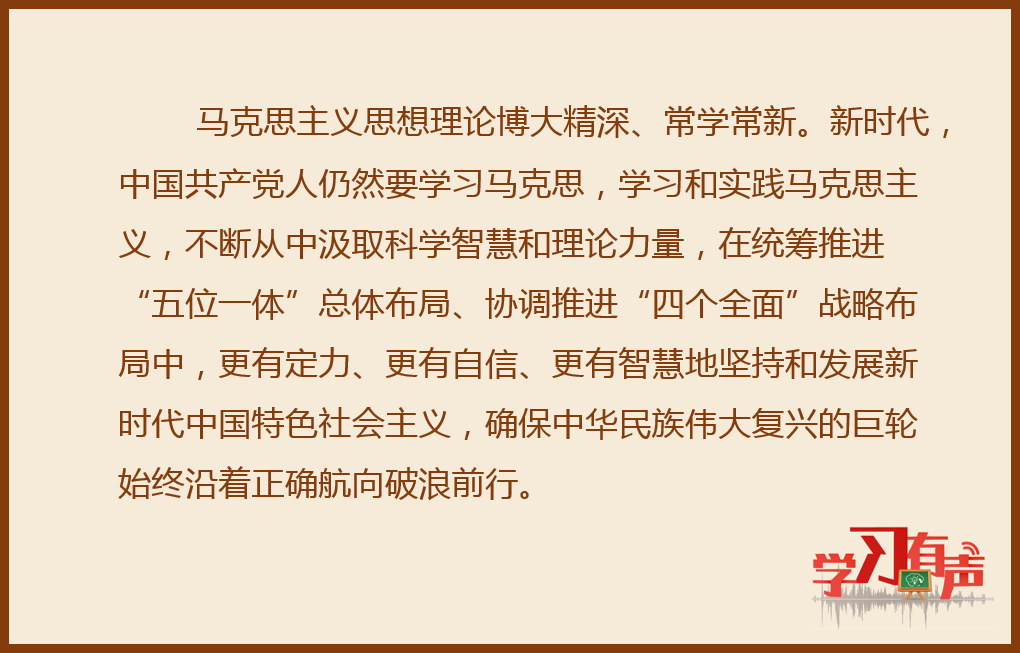 马克思主义思想理论博大精深、常学常新。新时代，
中国共产党人仍然要学习马克思，学习和实践马克思主
义，不断从中汲取科学智慧和理论力量，在统筹推进
“五位一体”总体布局、协调推进“四个全面”战略布
局中，更有定力、更有自信、更有智慧地坚持和发展新
时代中国特色社会主义，确保中华民族伟大复兴的巨轮
始终沿着正确航向破浪前行。
学习有声